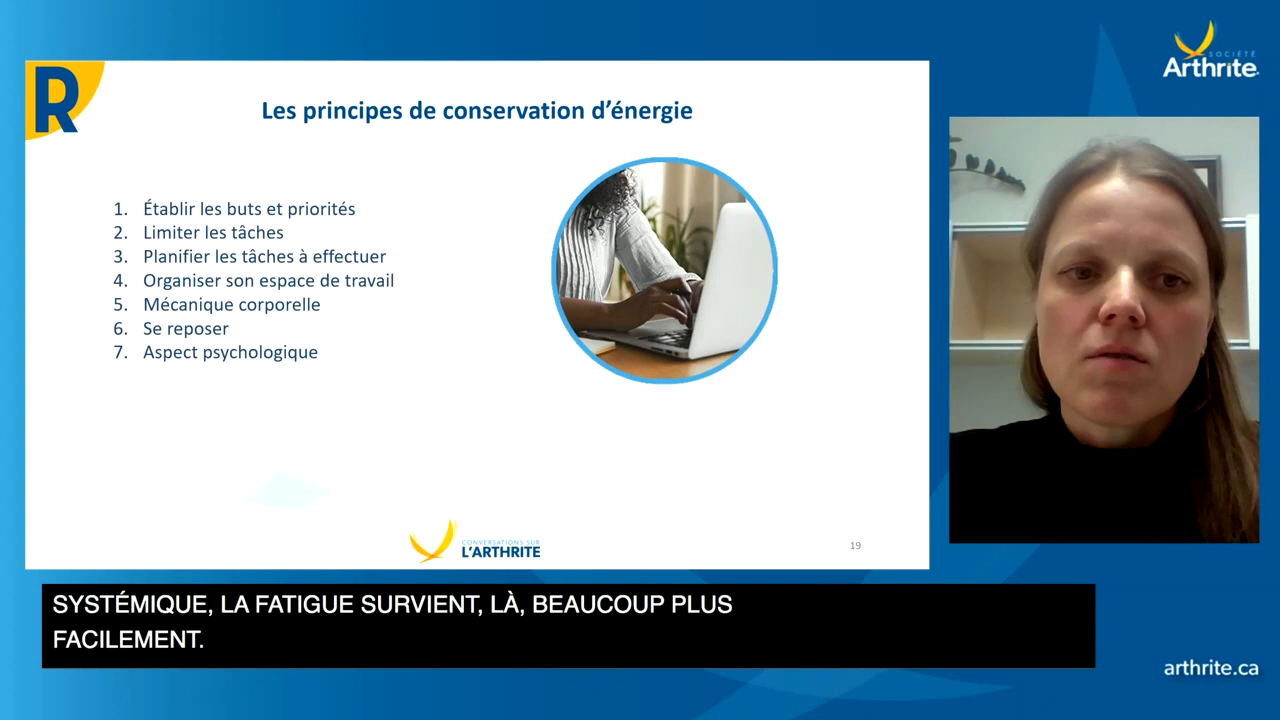 SOCIÉTÉ
Arthrite
R
Les principes de conservation d’énergie
1. Établir les buts et priorités
2. Limiter les tâches
3. Planifier les tâches à effectuer
4. Organiser son espace de travail
5. Mécanique corporelle
6. Se reposer
7. Aspect psychologique
CONVERSATIONS SUR
L'ARTHRITE
19
SYSTÉMIQUE, LA FATIGUE SURVIENT, LÀ, BEAUCOUP PLUS
FACILEMENT.
arthrite.ca